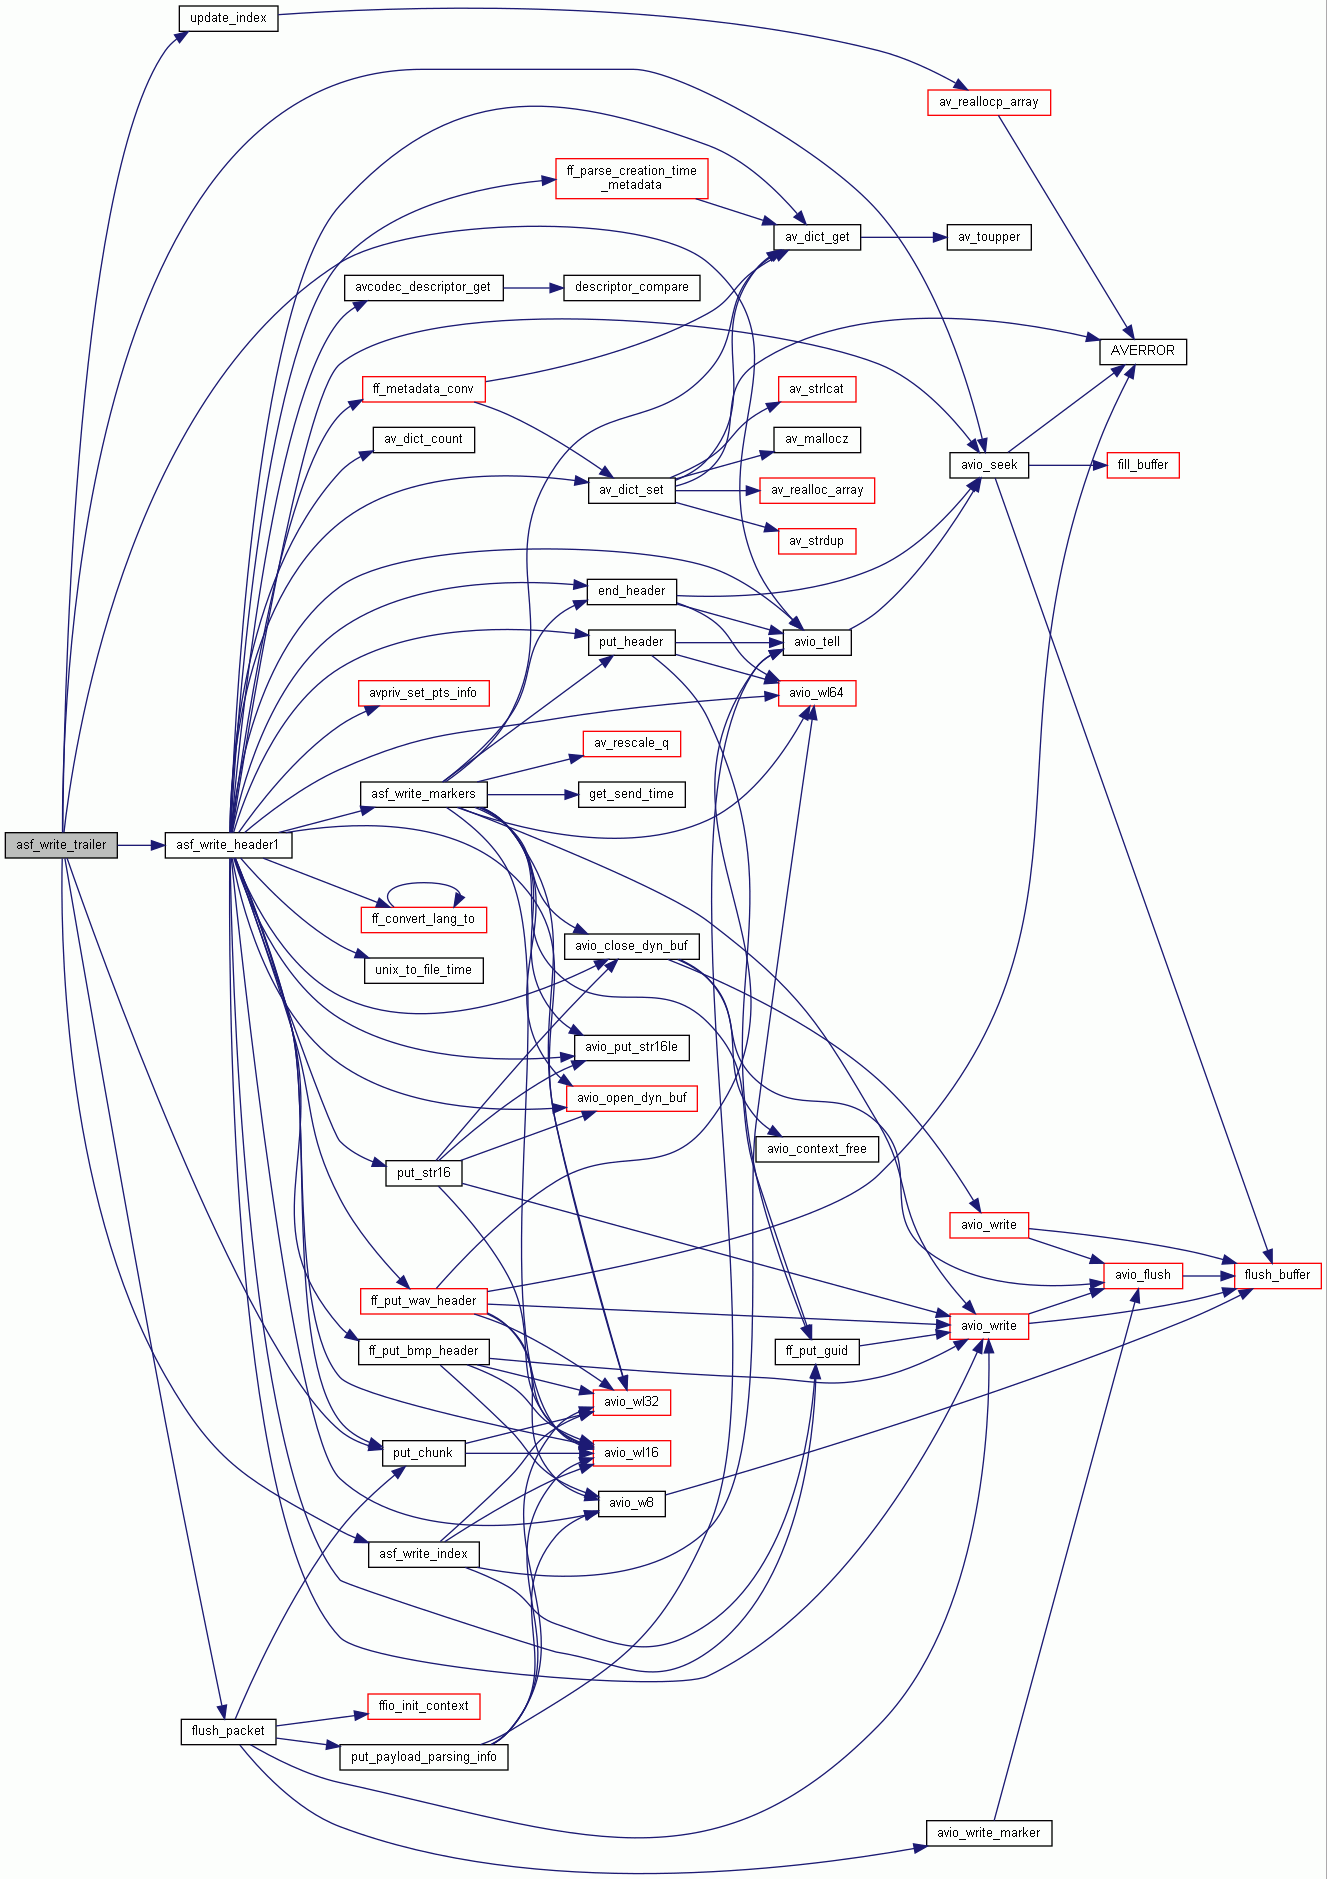 update_index
av_reallocp_array
ff_parse_creation_time
_metadata
av_dict_get
av_toupper
avcodec_descriptor_get
descriptor_compare
AVERROR
ff_metadata_conv
av_strlcat
av_dict_count
av_mallocz
avio_seek
fill_buffer
av_dict_set
av_realloc_array
av_strdup
end_header
put_header
avio_tell
avpriv_set_pts_info
avio_wl64
av_rescale_q
asf_write_markers
get_send_time
asf_write_trailer
asf_write_header1
ff_convert_lang_to
avio_close_dyn_buf
unix_to_file_time
avio_put_str16le
avio_open_dyn_buf
avio_context_free
put_str16
avio_write
avio_flush
flush_buffer
ff_put_wav_header
avio_write
ff_put_bmp_header
ff_put_guid
avio_wl32
put_chunk
avio_wl16
avio_w8
asf_write_index
ffio_init_context
flush_packet
put_payload_parsing_info
avio_write_marker